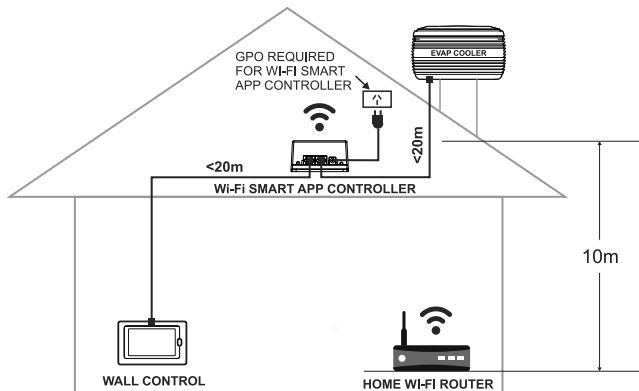 EVAP COOLER
GPO REQUIRED
FOR WI-FI SMART
APP CONTROLLER
<20m
<20m
Wi-Fi SMART APP CONTROLLER
10m
WALL CONTROL
HOME WI-FI ROUTER